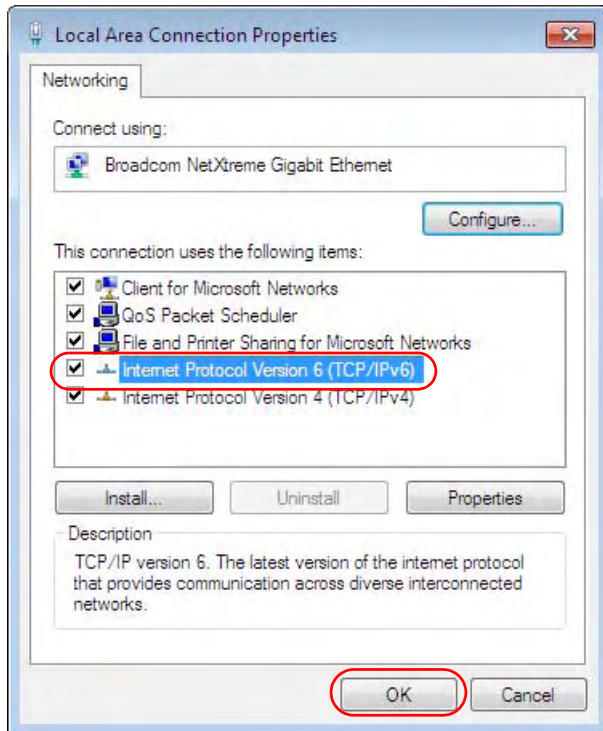 Local Area Connection Properties
Networking
Connect using:
Broadcom NetXtreme Gigabit Ethernet
Configure...
This connection uses the following items:
Client for Microsoft Networks
QoS Packet Scheduler
File and Printer Sharing for Microsoft Networks
Internet Protocol Version 6 (TCP/IPv6)
Internet Protocol Version 4 (TCP/IPv4)
Install... Uninstall Properties
Description
TCP/IP version 6. The latest version of the internet protocol
that provides communication across diverse interconnected
networks.
OK Cancel